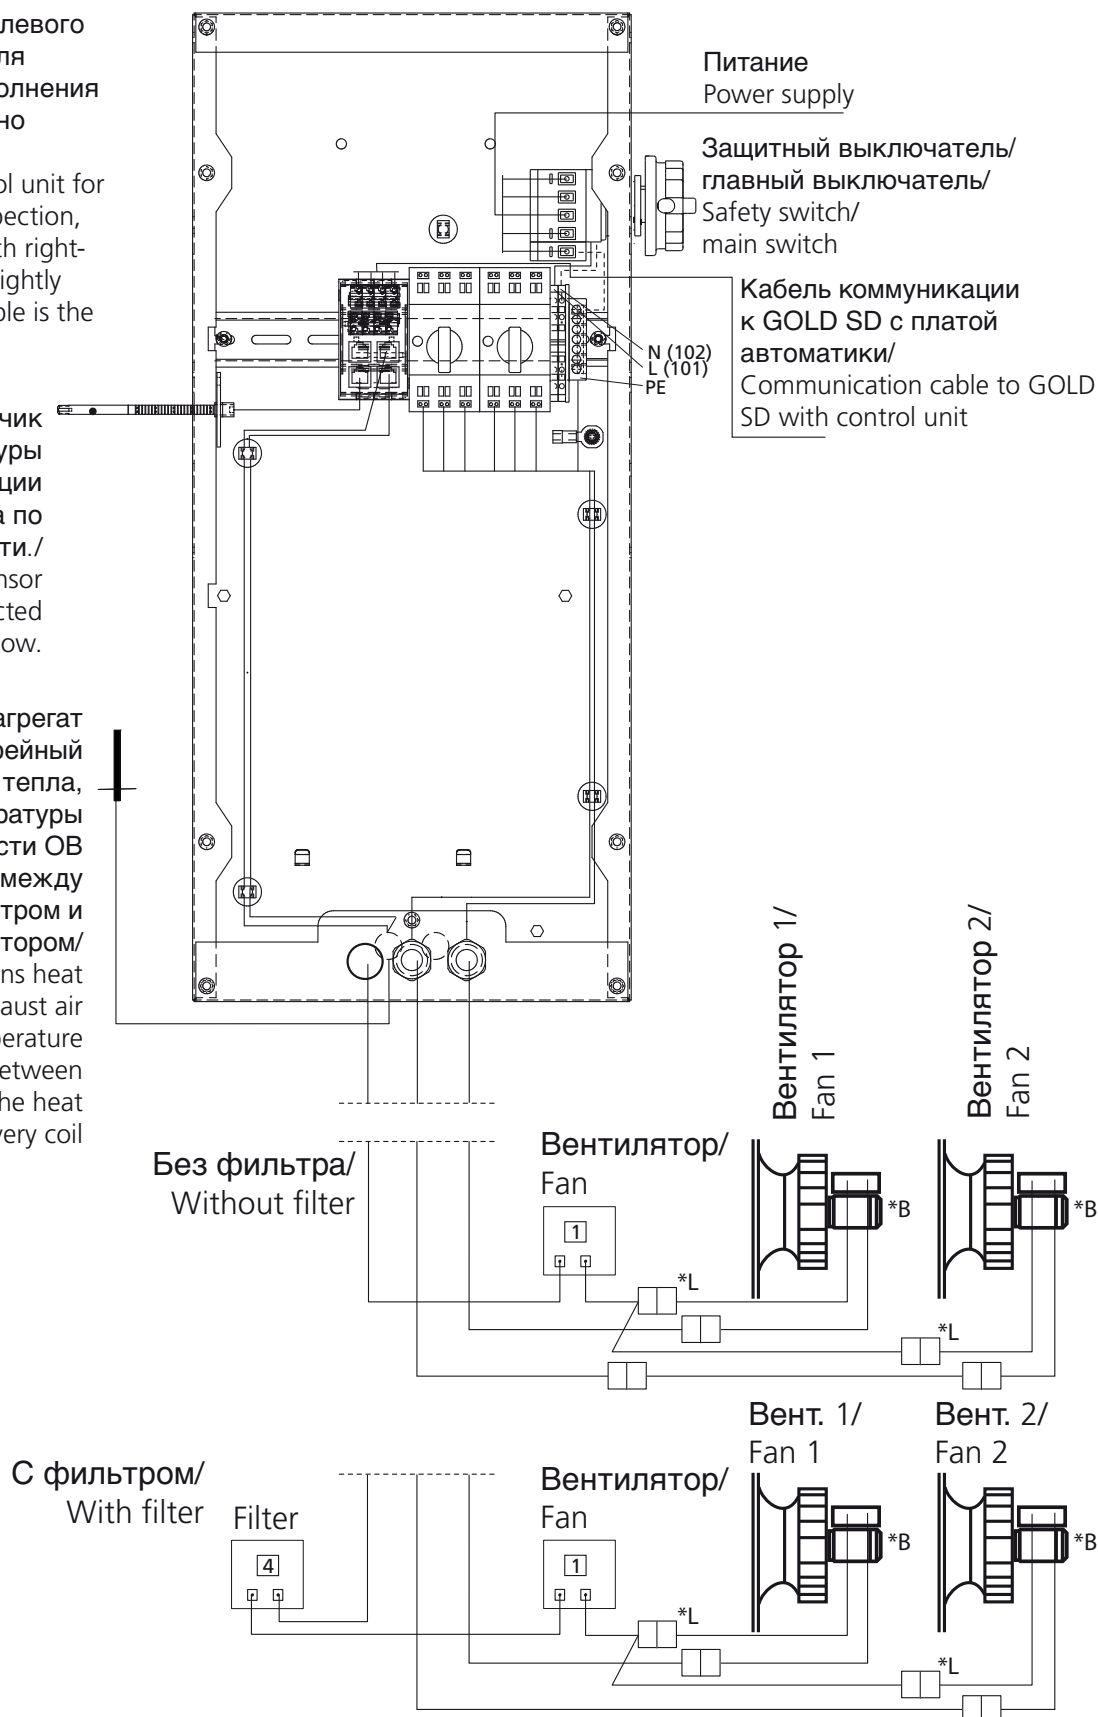 левого
ля
олнения
но
ol unit for
pection,
th right-
lightly
ble is the
Питание
Power supply
Защитный выключатель/
главный выключатель/
Safety switch/
main switch
Кабель коммуникации
к GOLD SD с платой
автоматики/
Communication cable to GOLD
SD with control unit
N (102)
L (101)
PE
чик
уры
ции
а по
ти./
nsor
cted
ow.
агрегат
рейный
тепла,
ратуры
сти ОВ
между
тром и
тором/
ns heat
aust air
perature
between
he heat
very coil
Вентилятор 1/
Fan 1
Вентилятор 2/
Fan 2
Без фильтра/
Without filter
Вентилятор/
Fan
1
*B
*B
*L
*L
Вент. 1/
Fan 1
Вент. 2/
Fan 2
С фильтром/
With filter
Filter
4
Вентилятор/
Fan
1
*B
*B
*L
*L